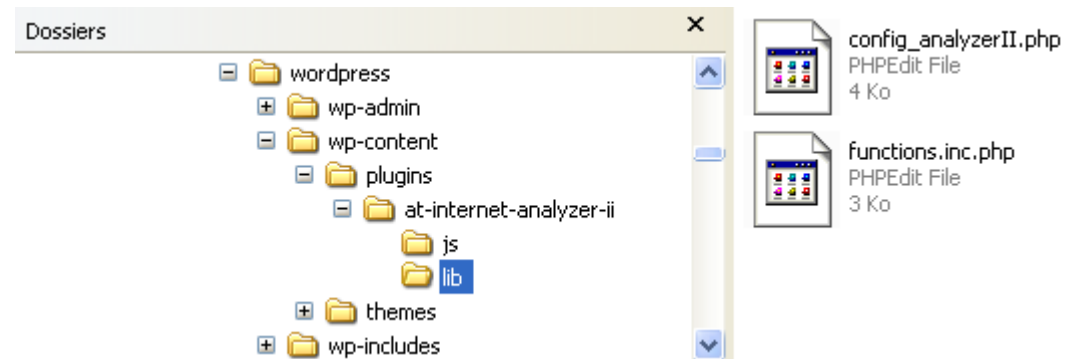 Dossiers
wordpress
wp-admin
wp-content
plugins
at-internet-analyzer-ii
js
lib
themes
wp-includes
config_analyzerII.php
PHPEdit File
4 Ko
functions.inc.php
PHPEdit File
3 Ko